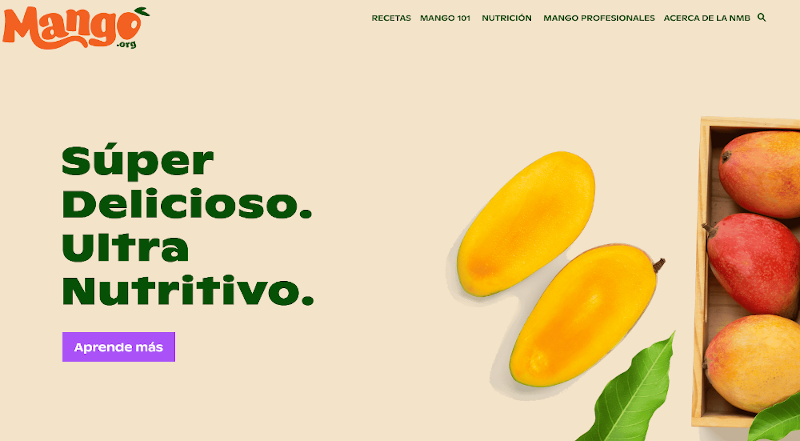 Mango
.org
RECETAS MANGO 101 NUTRICIÓN MANGO PROFESIONALES ACERCA DE LA NMB
Súper
Delicioso.
Ultra
Nutritivo.
Aprende más